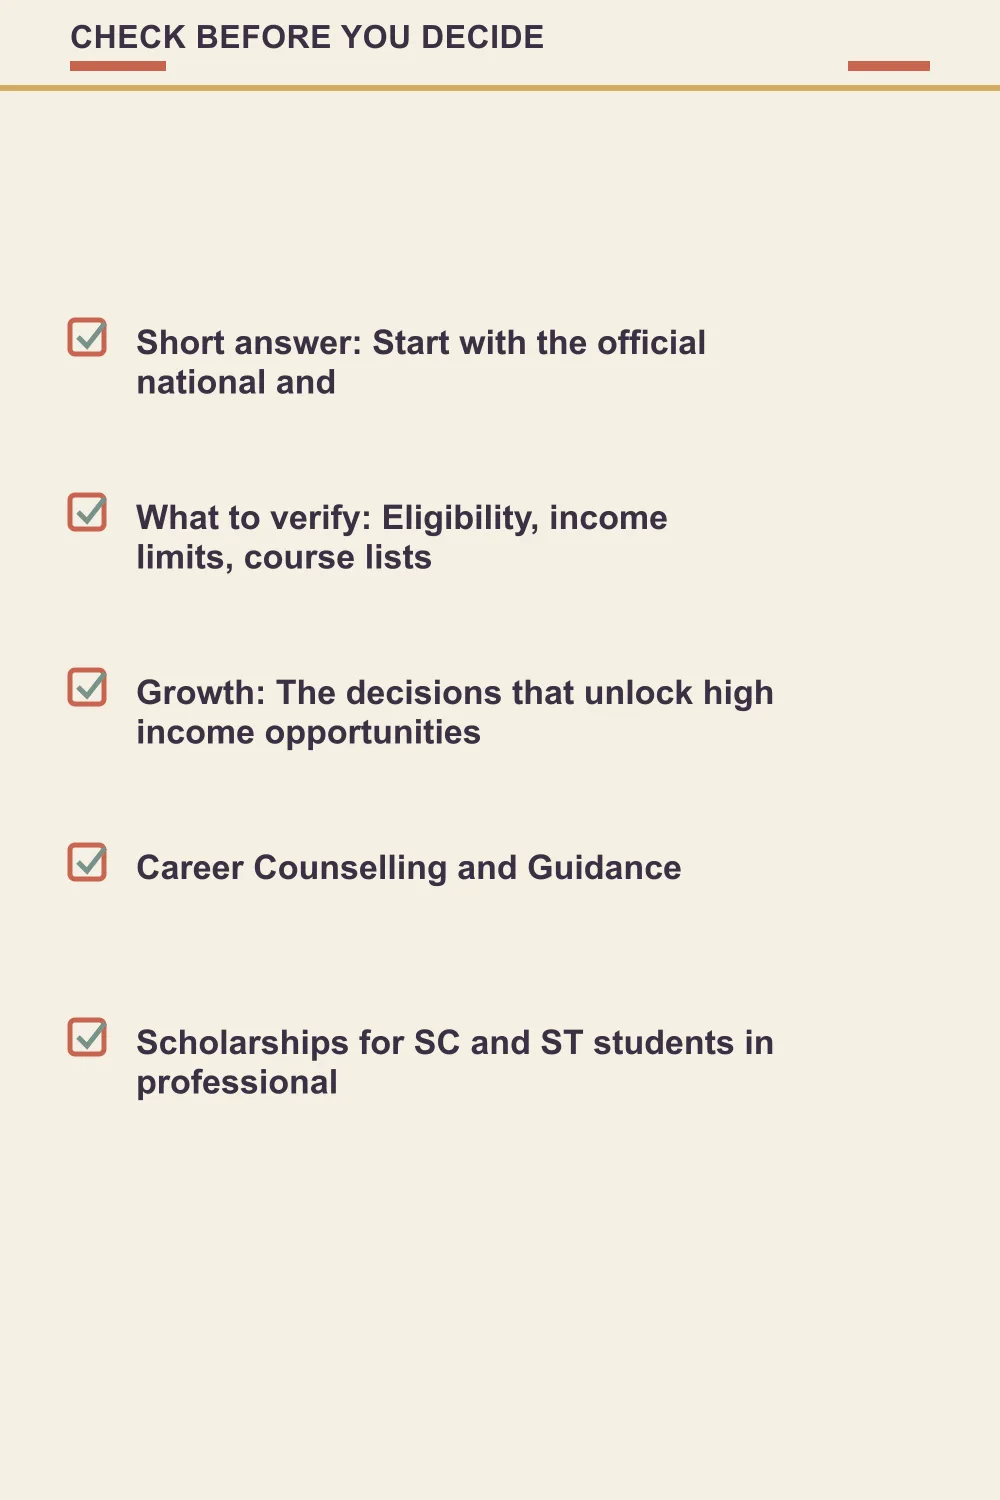 CHECK BEFORE YOU DECIDE
Short answer: Start with the official
national and
What to verify: Eligibility, income
limits, course lists
Growth: The decisions that unlock high
income opportunities
Career Counselling and Guidance
Scholarships for SC and ST students in
professional